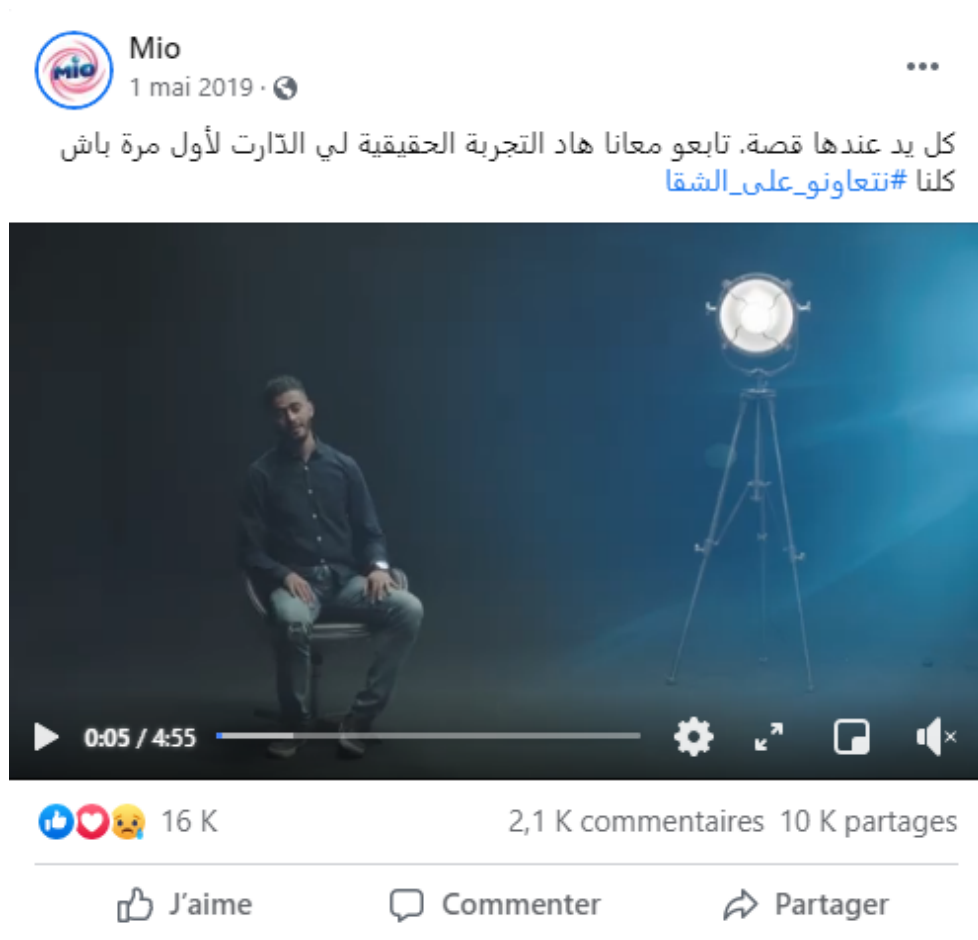 Mio
MIO
1 mai 2019 ·
كل يد عندها قصة. تابعو معانا هاد التجربة الحقيقية لي الدّارت لأول مرة باش
كلنا #نتعاونو_على_الشقا
0:05 / 4:55
16 K 2,1 K commentaires 10 K partages
J'aime Commenter Partager